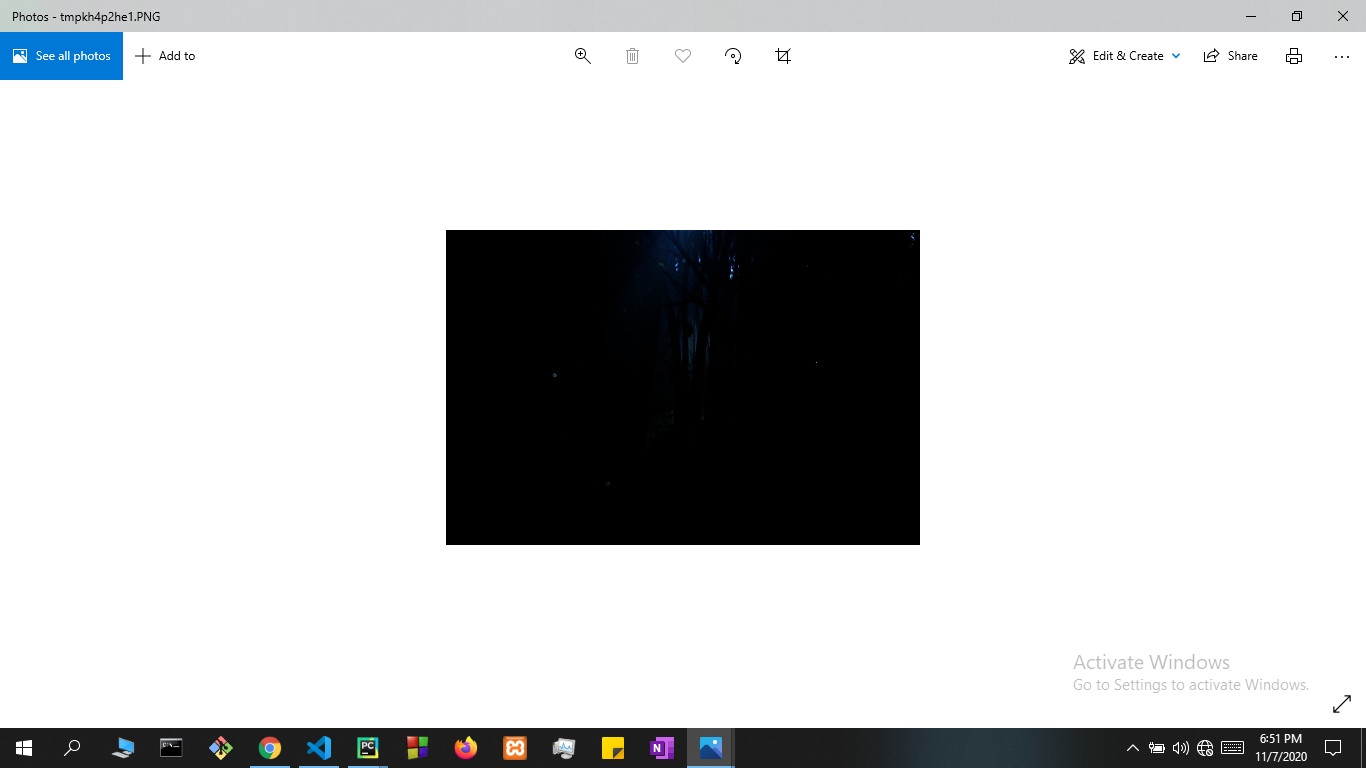 Photos - tmpkh4p2he1.PNG
See all photos
Add to
Edit & Create
Share
Activate Windows
Go to Settings to activate Windows.
C:\_
PC
N
6:51 PM
11/7/2020